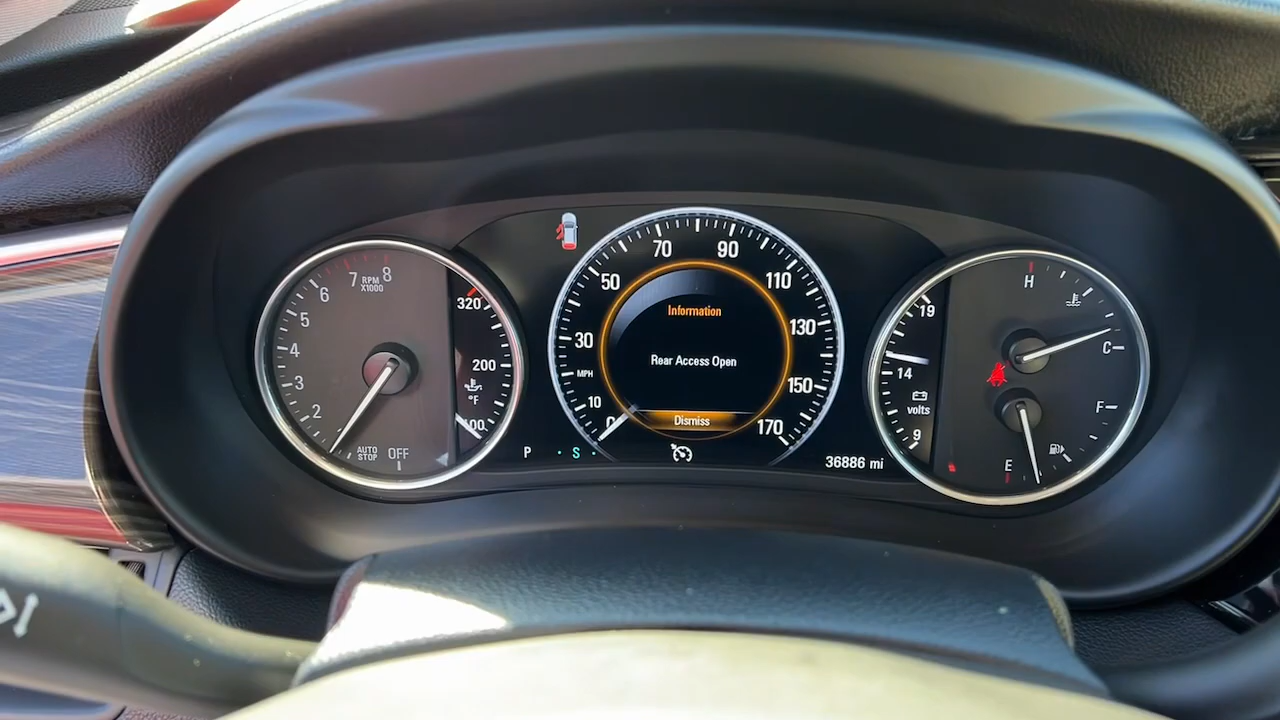 8
7 RPM X1000
6
5
4
3
2
AUTO STOP OFF
320
200
°F
100
P · S ·
70 90
50 110
30 130
MPH
10 150
0 170
Information
Rear Access Open
Dismiss
36886 mi
19
14
volts
9
H
C
F
E